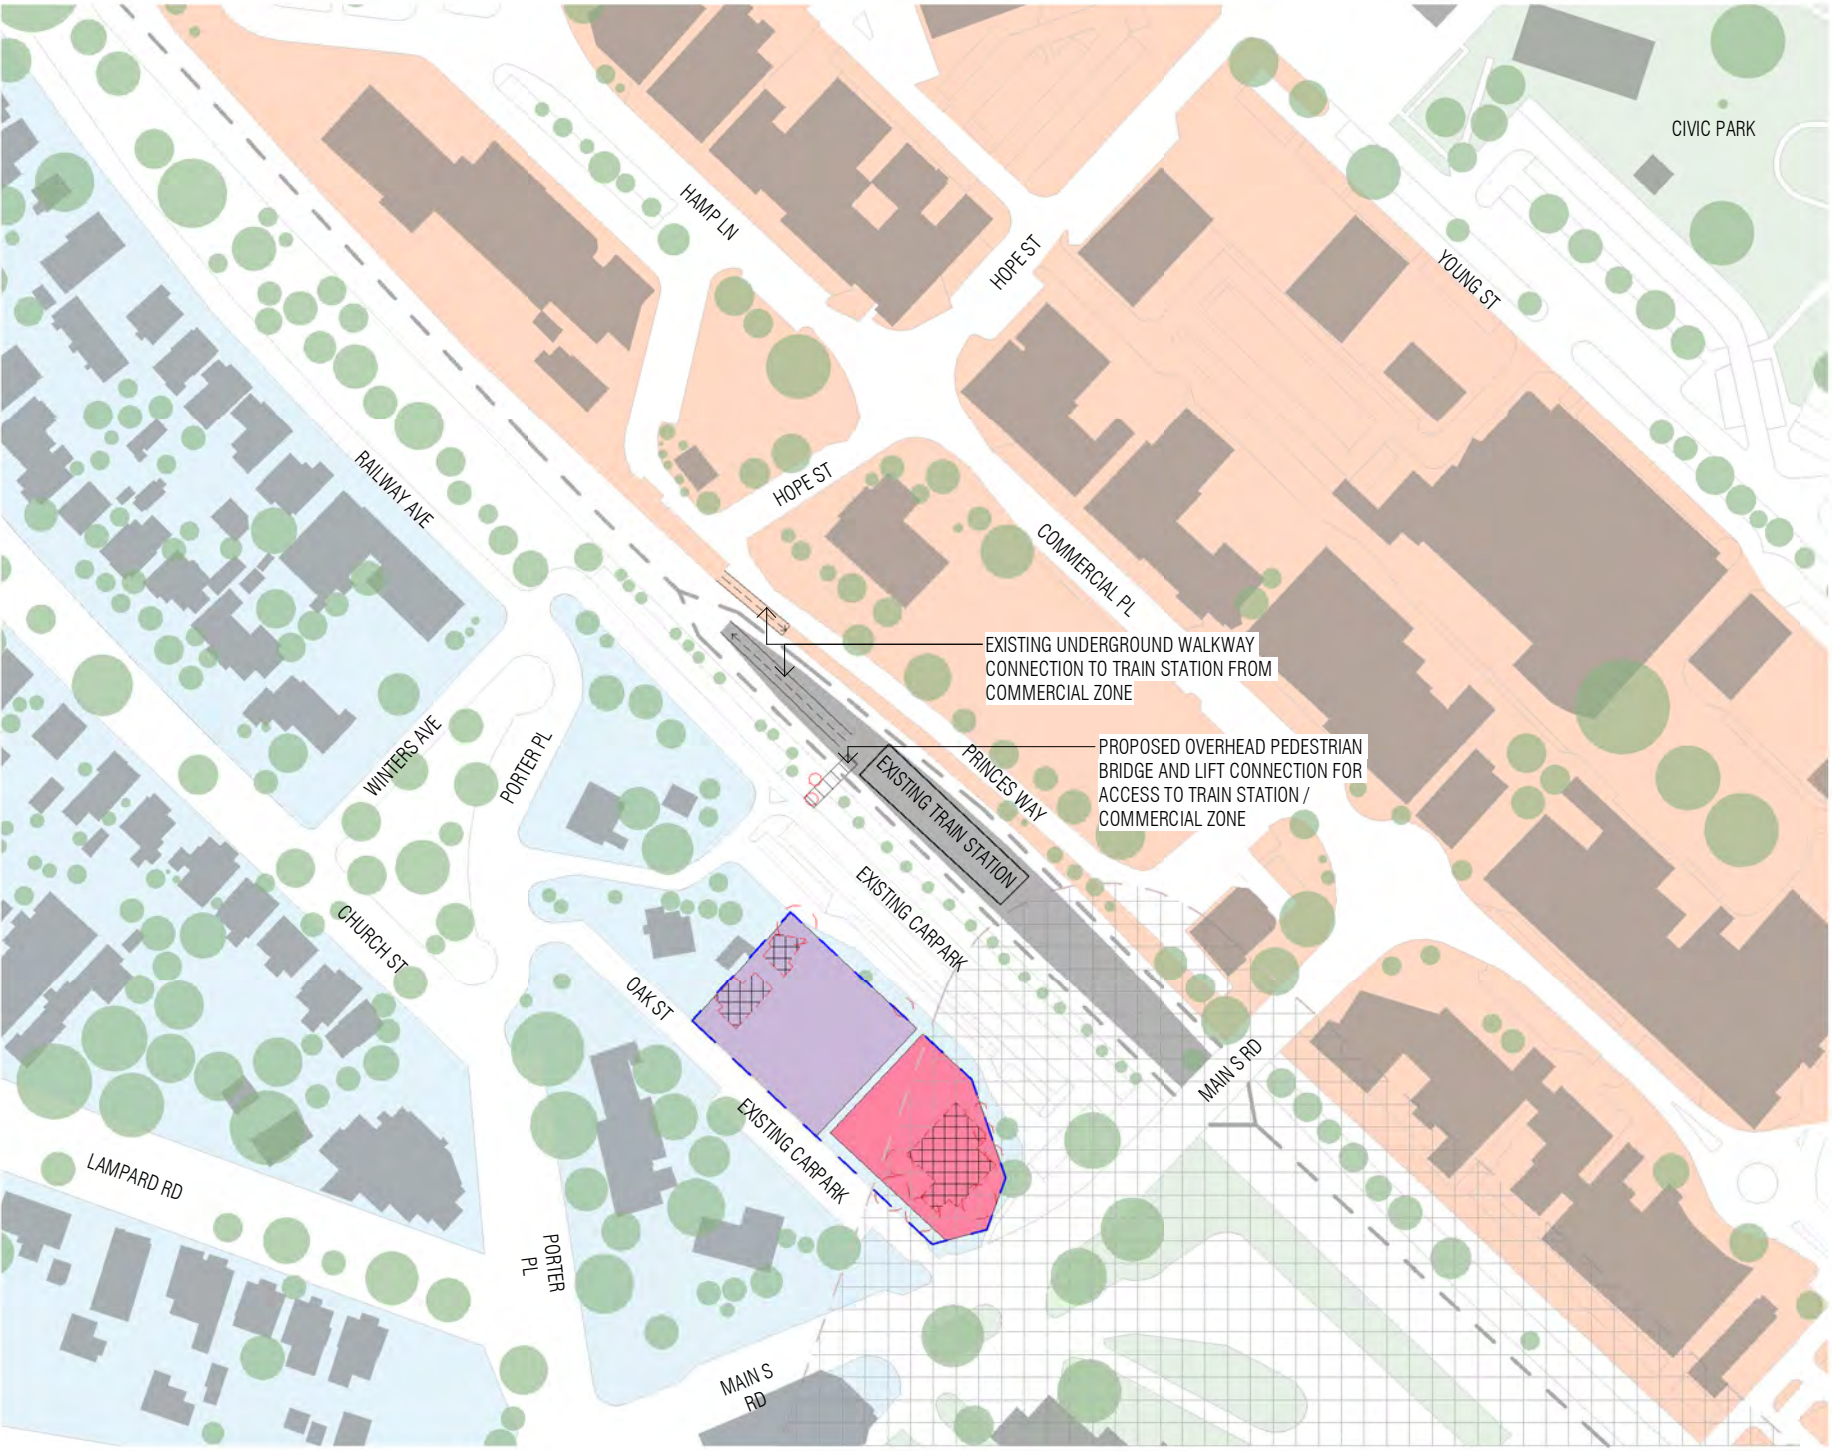 CIVIC PARK
HAMP LN
HOPE ST
YOUNG ST
RAILWAY AVE
HOPE ST
COMMERCIAL PL
EXISTING UNDERGROUND WALKWAY
CONNECTION TO TRAIN STATION FROM
COMMERCIAL ZONE
WINTERS AVE
PORTER PL
PRINCES WAY
PROPOSED OVERHEAD PEDESTRIAN
BRIDGE AND LIFT CONNECTION FOR
ACCESS TO TRAIN STATION /
COMMERCIAL ZONE
EXISTING TRAIN STATION
CHURCH ST
EXISTING CARPARK
OAK ST
MAIN S RD
EXISTING CARPARK
LAMPARD RD
PORTER
PL
MAIN S
RD